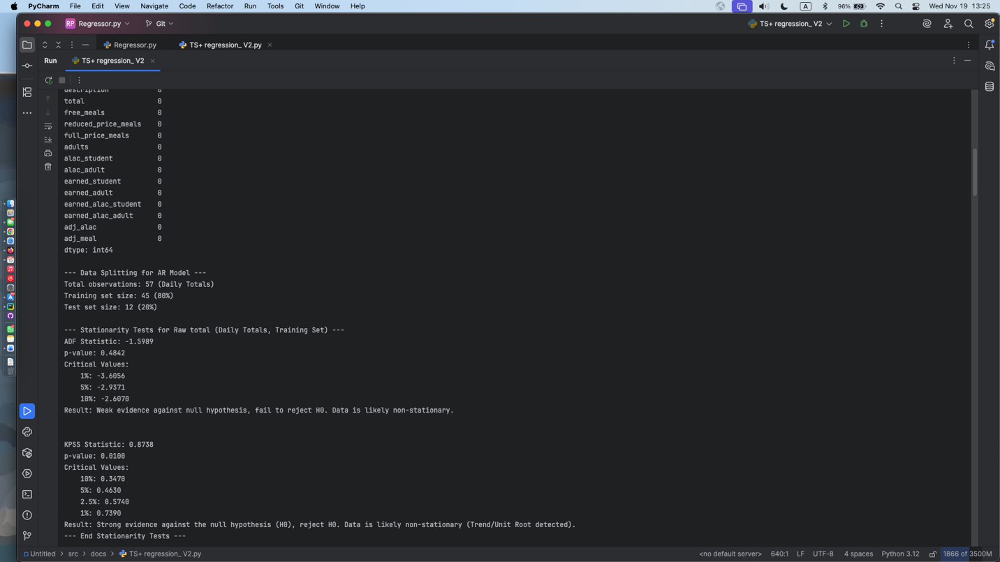 PyCharm File Edit View Navigate Code Refactor Run Tools Git Window Help A 96% Wed Nov 19 13:25
RP Regressor.py Git TS+ regression_ V2
Regressor.py TS+ regression_ V2.py
Run TS+ regression_ V2
description 0
total 0
free_meals 0
reduced_price_meals 0
full_price_meals 0
adults 0
alac_student 0
alac_adult 0
earned_student 0
earned_adult 0
earned_alac_student 0
earned_alac_adult 0
adj_alac 0
adj_meal 0
dtype: int64
--- Data Splitting for AR Model ---
Total observations: 57 (Daily Totals)
Training set size: 45 (80%)
Test set size: 12 (20%)
--- Stationarity Tests for Raw total (Daily Totals, Training Set) ---
ADF Statistic: -1.5989
p-value: 0.4842
Critical Values:
1%: -3.6056
5%: -2.9371
10%: -2.6070
Result: Weak evidence against null hypothesis, fail to reject H0. Data is likely non-stationary.
KPSS Statistic: 0.8738
p-value: 0.0100
Critical Values:
10%: 0.3470
5%: 0.4630
2.5%: 0.5740
1%: 0.7390
Result: Strong evidence against the null hypothesis (H0), reject H0. Data is likely non-stationary (Trend/Unit Root detected).
--- End Stationarity Tests ---
Untitled > src > docs > TS+ regression_ V2.py <no default server> 640:1 LF UTF-8 4 spaces Python 3.12 1866 of 3500M